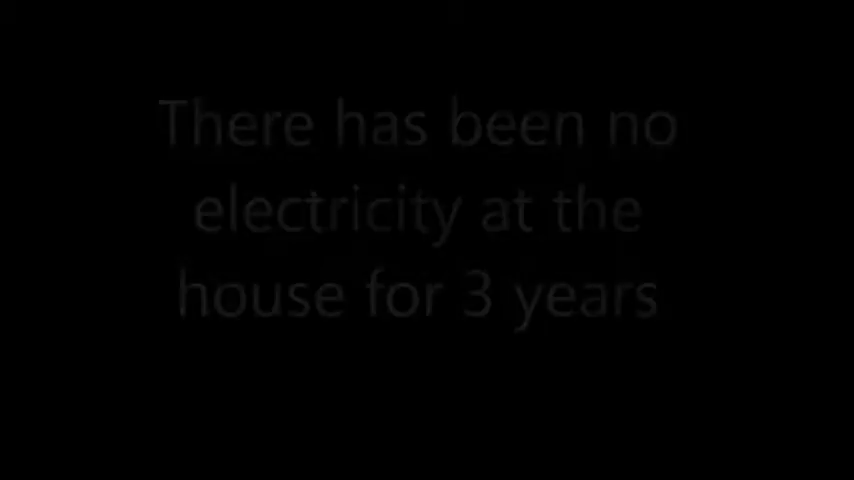 There has been no
electricity at the
house for 3 years